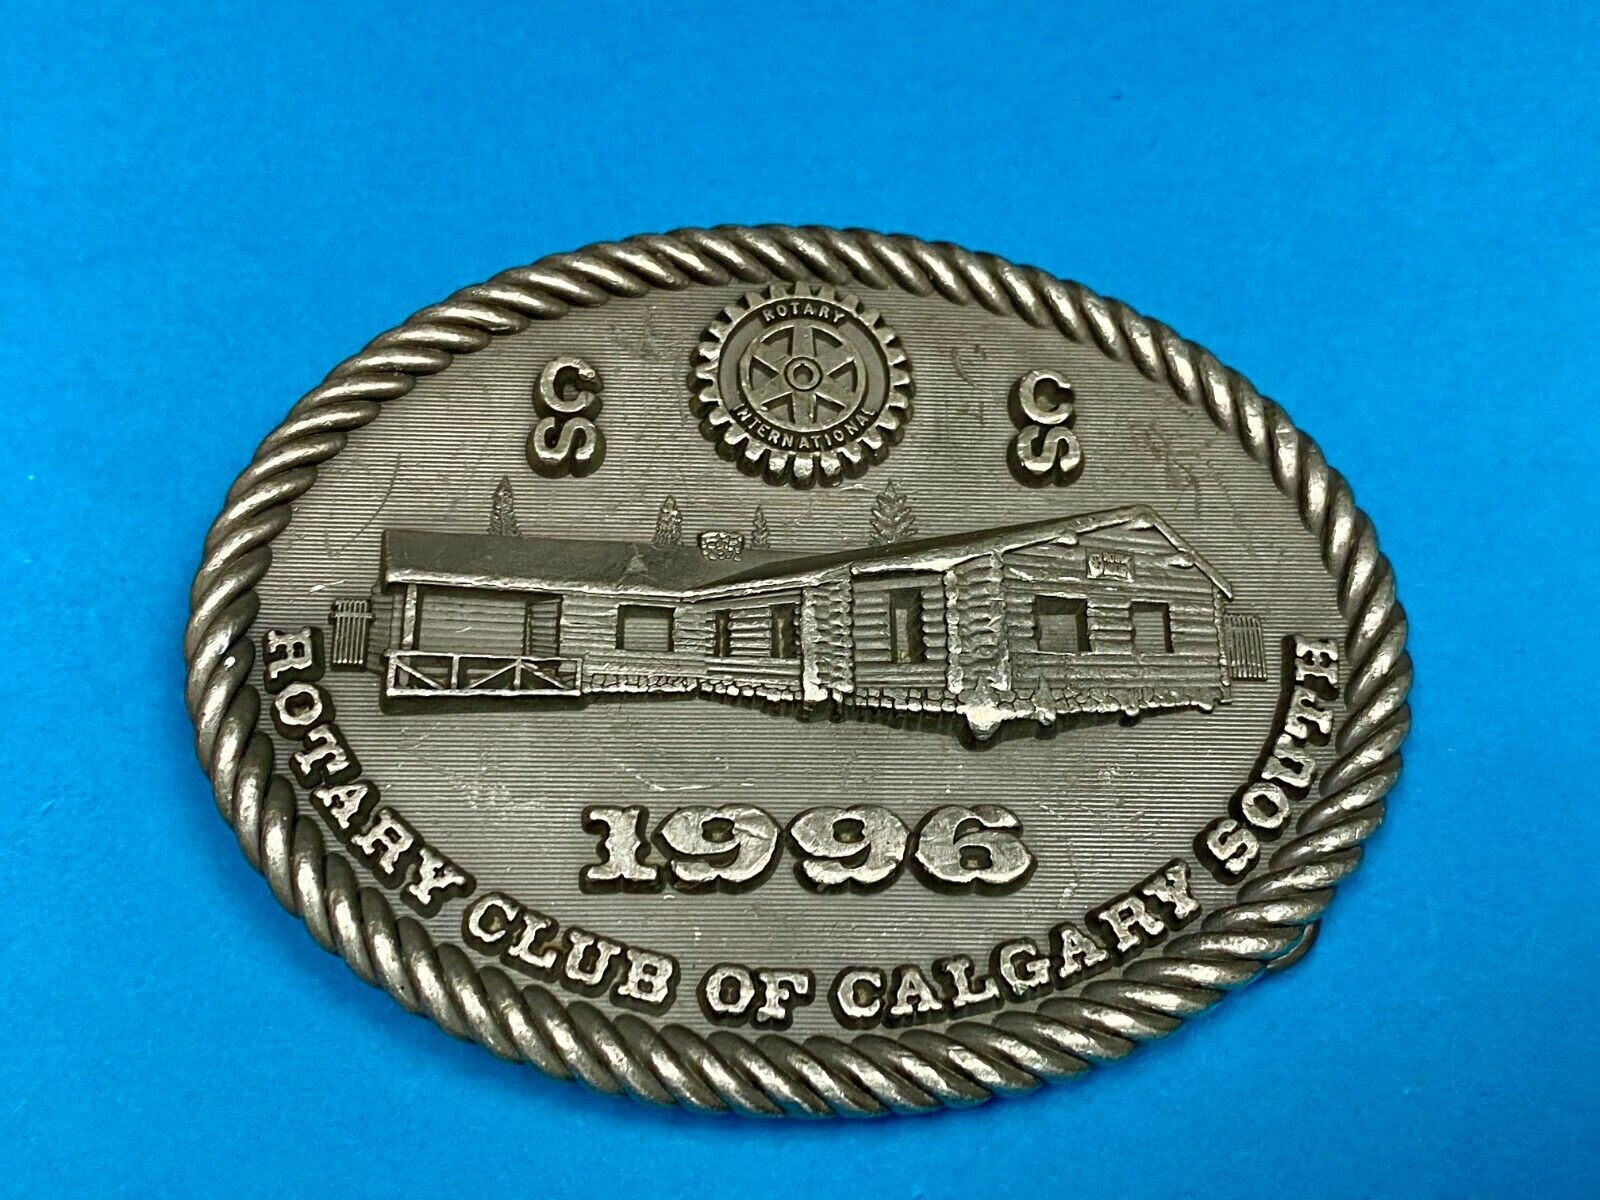 ROTARY
INTERNATIONAL
CS
CS
1996
ROTARY CLUB OF CALGARY SOUTH